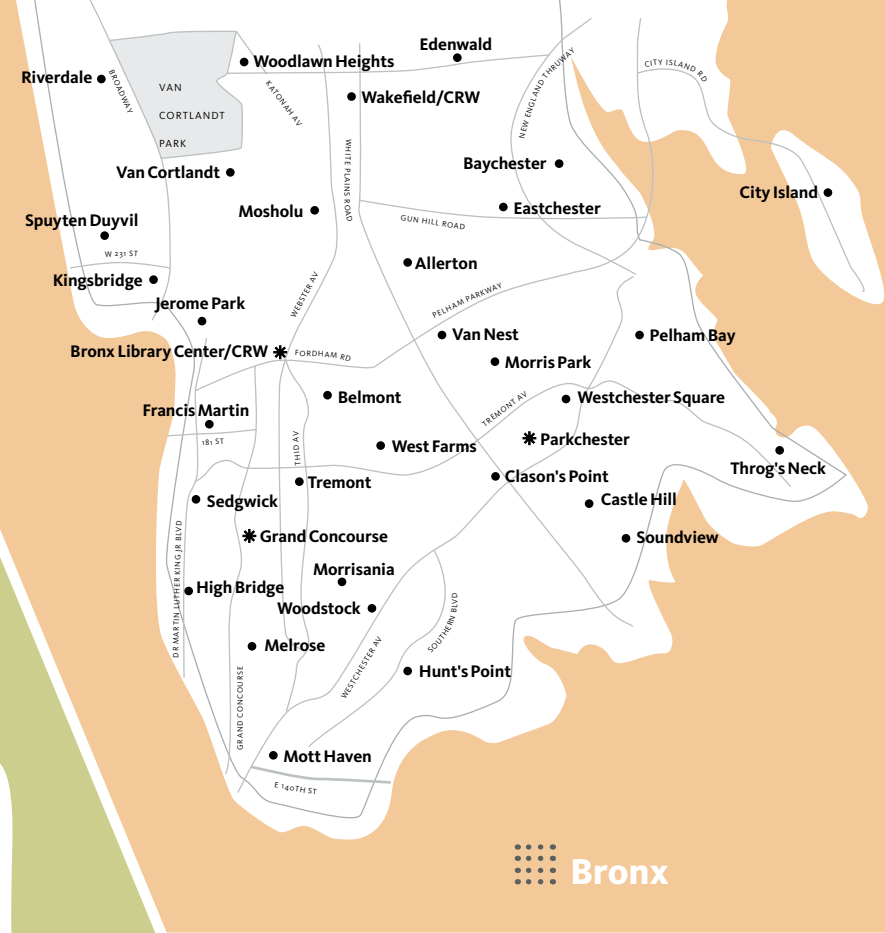 Edenwald
Woodlawn Heights
CITY ISLAND RD
Riverdale
BROADWAY
VAN
CORTLANDT
PARK
KATONAH AV
Wakefield/CRW
NEW ENGLAND THRUWAY
WHITE PLAINS ROAD
Baychester
Van Cortlandt
City Island
Mosholu
Eastchester
Spuyten Duyvil
GUN HILL ROAD
W 231 ST
Allerton
Kingsbridge
WEBSTER AV
PELHAM PARKWAY
Jerome Park
Van Nest
Pelham Bay
Bronx Library Center/CRW
FORDHAM RD
Morris Park
Belmont
Westchester Square
Francis Martin
TREMONT AV
181 ST
THID AV
West Farms
Parkchester
Throg's Neck
Tremont
Clason's Point
Sedgwick
Castle Hill
Grand Concourse
Soundview
DR MARTIN LUTHER KING JR BLVD
Morrisania
High Bridge
Woodstock
SOUTHERN BLVD
Melrose
WESTCHESTER AV
Hunt's Point
GRAND CONCOURSE
Mott Haven
E 140TH ST
Bronx